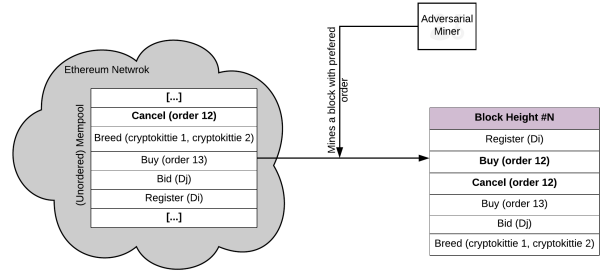 Adversarial
Miner
Ethereum Netwrok
(Unordered) Mempool
[...]
Cancel (order 12)
Breed (cryptokittie 1, cryptokittie 2)
Buy (order 13)
Bid (Dj)
Register (Di)
[...]
Mines a block with prefered
order
Block Height #N
Register (Di)
Buy (order 12)
Cancel (order 12)
Buy (order 13)
Bid (Dj)
Breed (cryptokittie 1, cryptokittie 2)